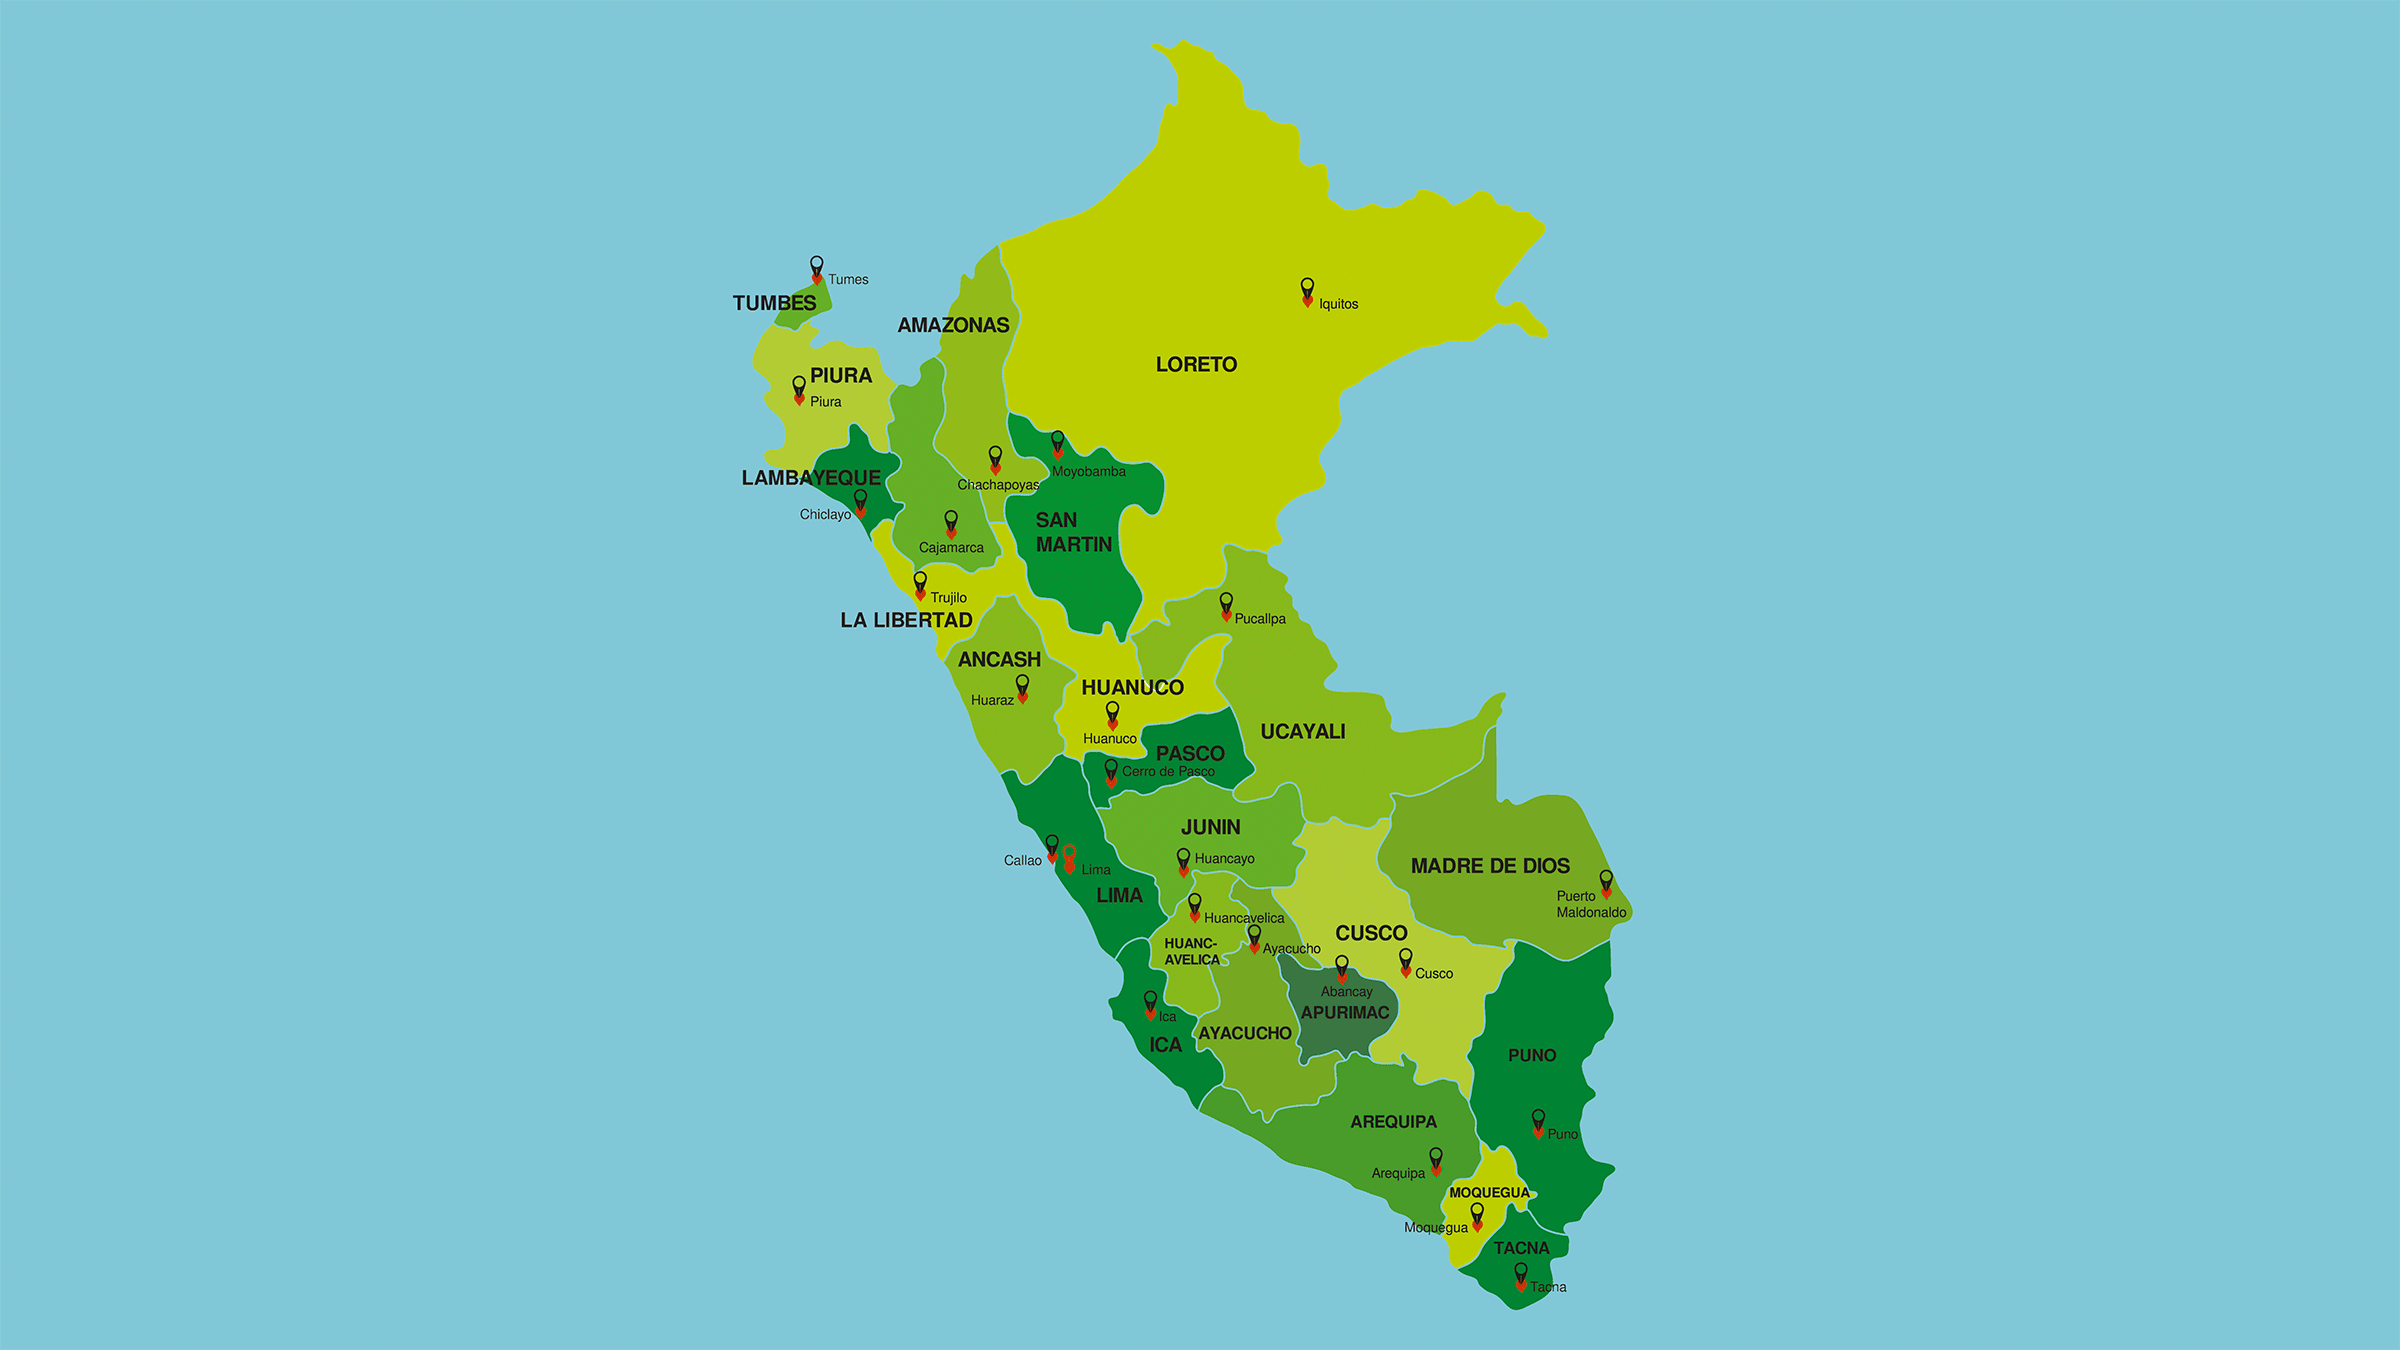 Tumes
TUMBES
Iquitos
AMAZONAS
LORETO
PIURA
Piura
Moyobamba
LAMBAYEQUE
Chachapoyas
Chiclayo
SAN
MARTIN
Cajamarca
Trujilo
LA LIBERTAD
Pucallpa
ANCASH
Huaraz
HUANUCO
Huanuco
UCAYALI
PASCO
Cerro de Pasco
JUNIN
Huancayo
Callao
Lima
LIMA
MADRE DE DIOS
Puerto
Maldonaldo
Huancavelica
HUANC-
AVELICA
Ayacucho
CUSCO
Cusco
Abancay
APURIMAC
Ica
ICA
AYACUCHO
PUNO
Puno
AREQUIPA
Arequipa
MOQUEGUA
Moquegua
TACNA
Tacna